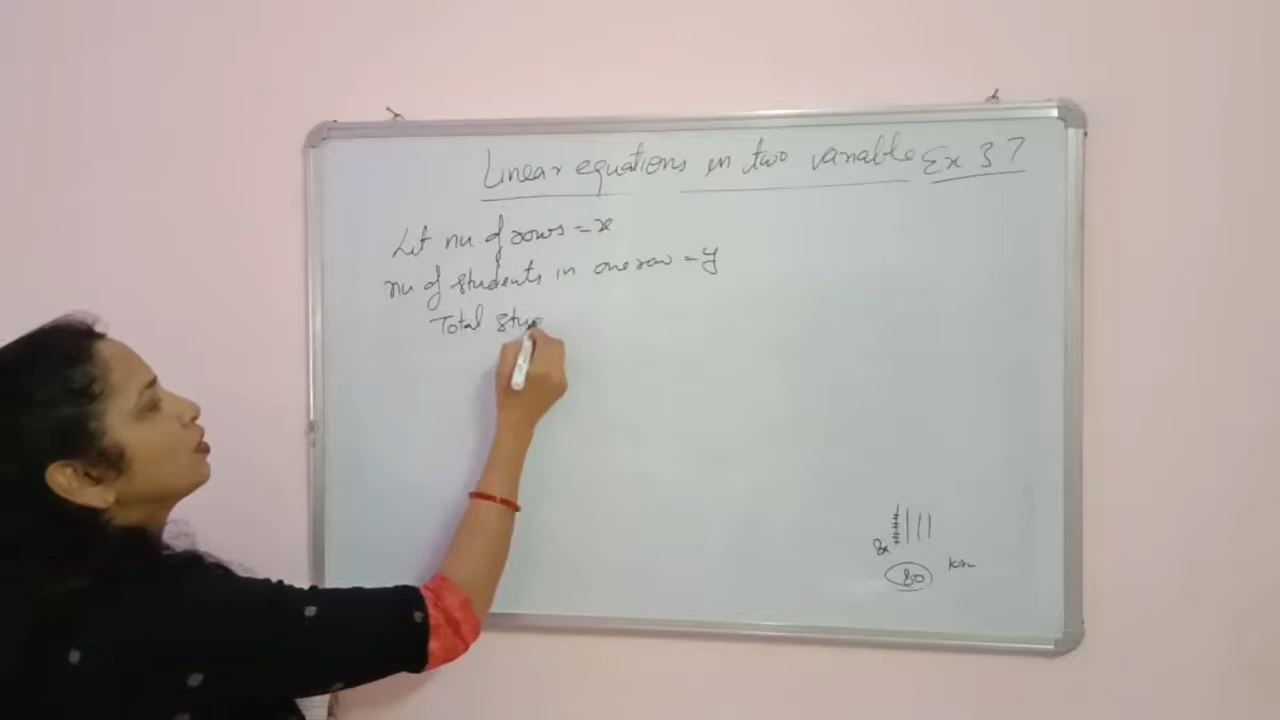 Linear equations in two variable Ex 3 7
Let nu of rows = x
nu of students in one row = y
Total stu
80